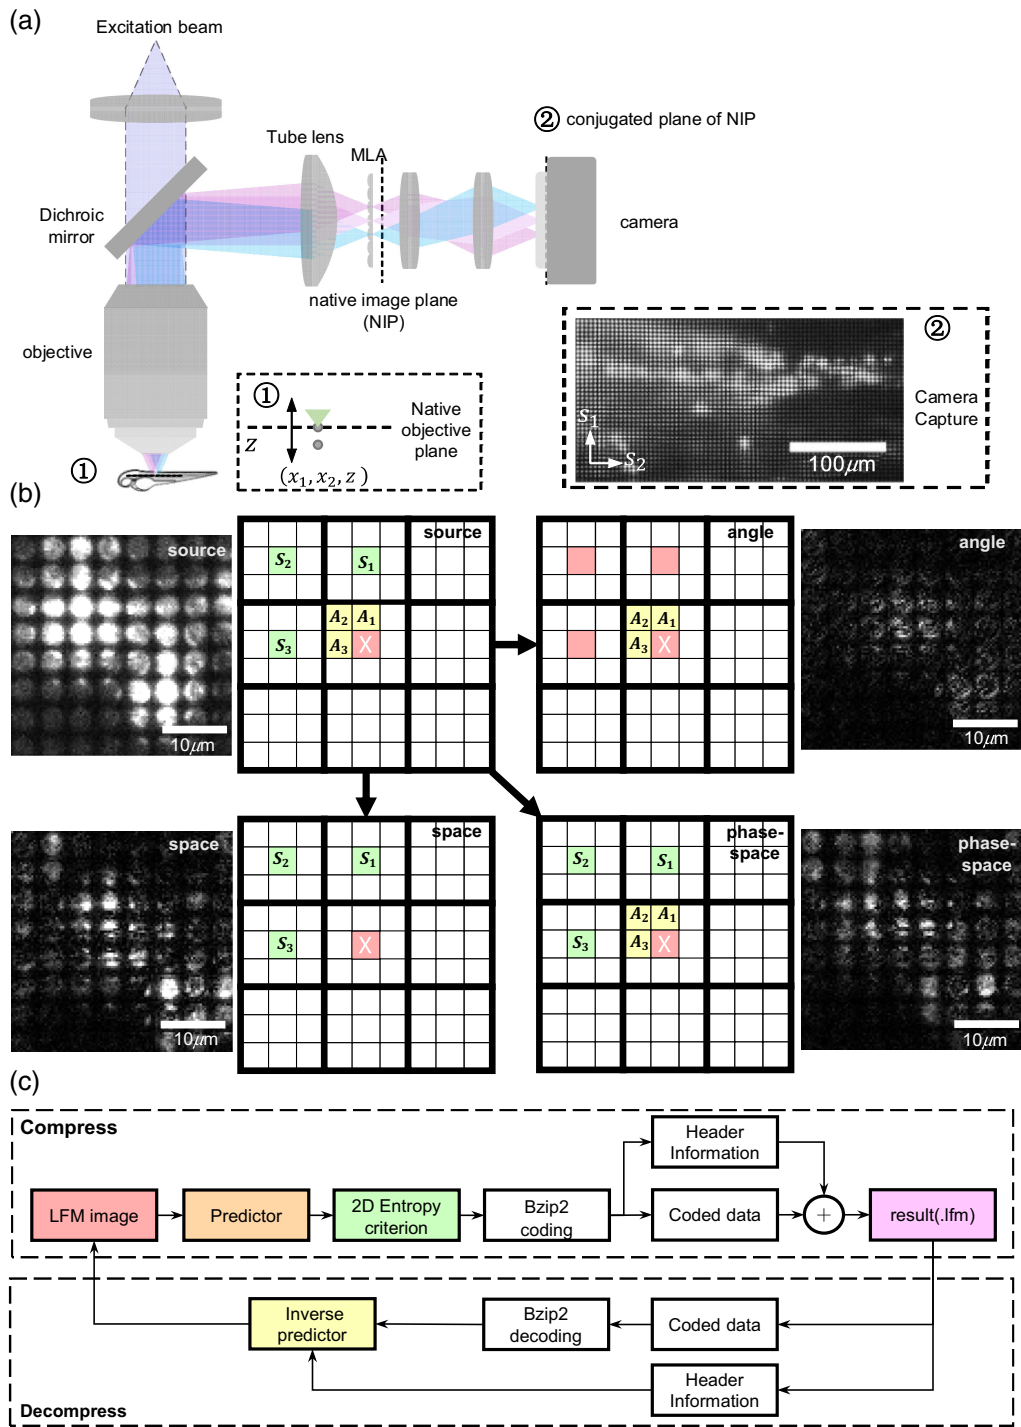 (a)
Excitation beam
② conjugated plane of NIP
Tube lens
MLA
Dichroic
mirror
camera
native image plane
(NIP)
objective
①
①
Z
Native
objective
plane
(x₁, x₂, z )
②
Camera
Capture
S₁
S₂
100μm
(b)
source
10μm
source
S₂ S₁
A₂ A₁
S₃ A₃ X
angle
A₂ A₁
A₃ X
angle
10μm
space
10μm
space
S₂ S₁
S₃ X
phase-
space
S₂ S₁
A₂ A₁
S₃ A₃ X
phase-
space
10μm
(c)
Compress
Header
Information
LFM image
Predictor
2D Entropy
criterion
Bzip2
coding
Coded data
+
result(.lfm)
Inverse
predictor
Bzip2
decoding
Coded data
Header
Information
Decompress